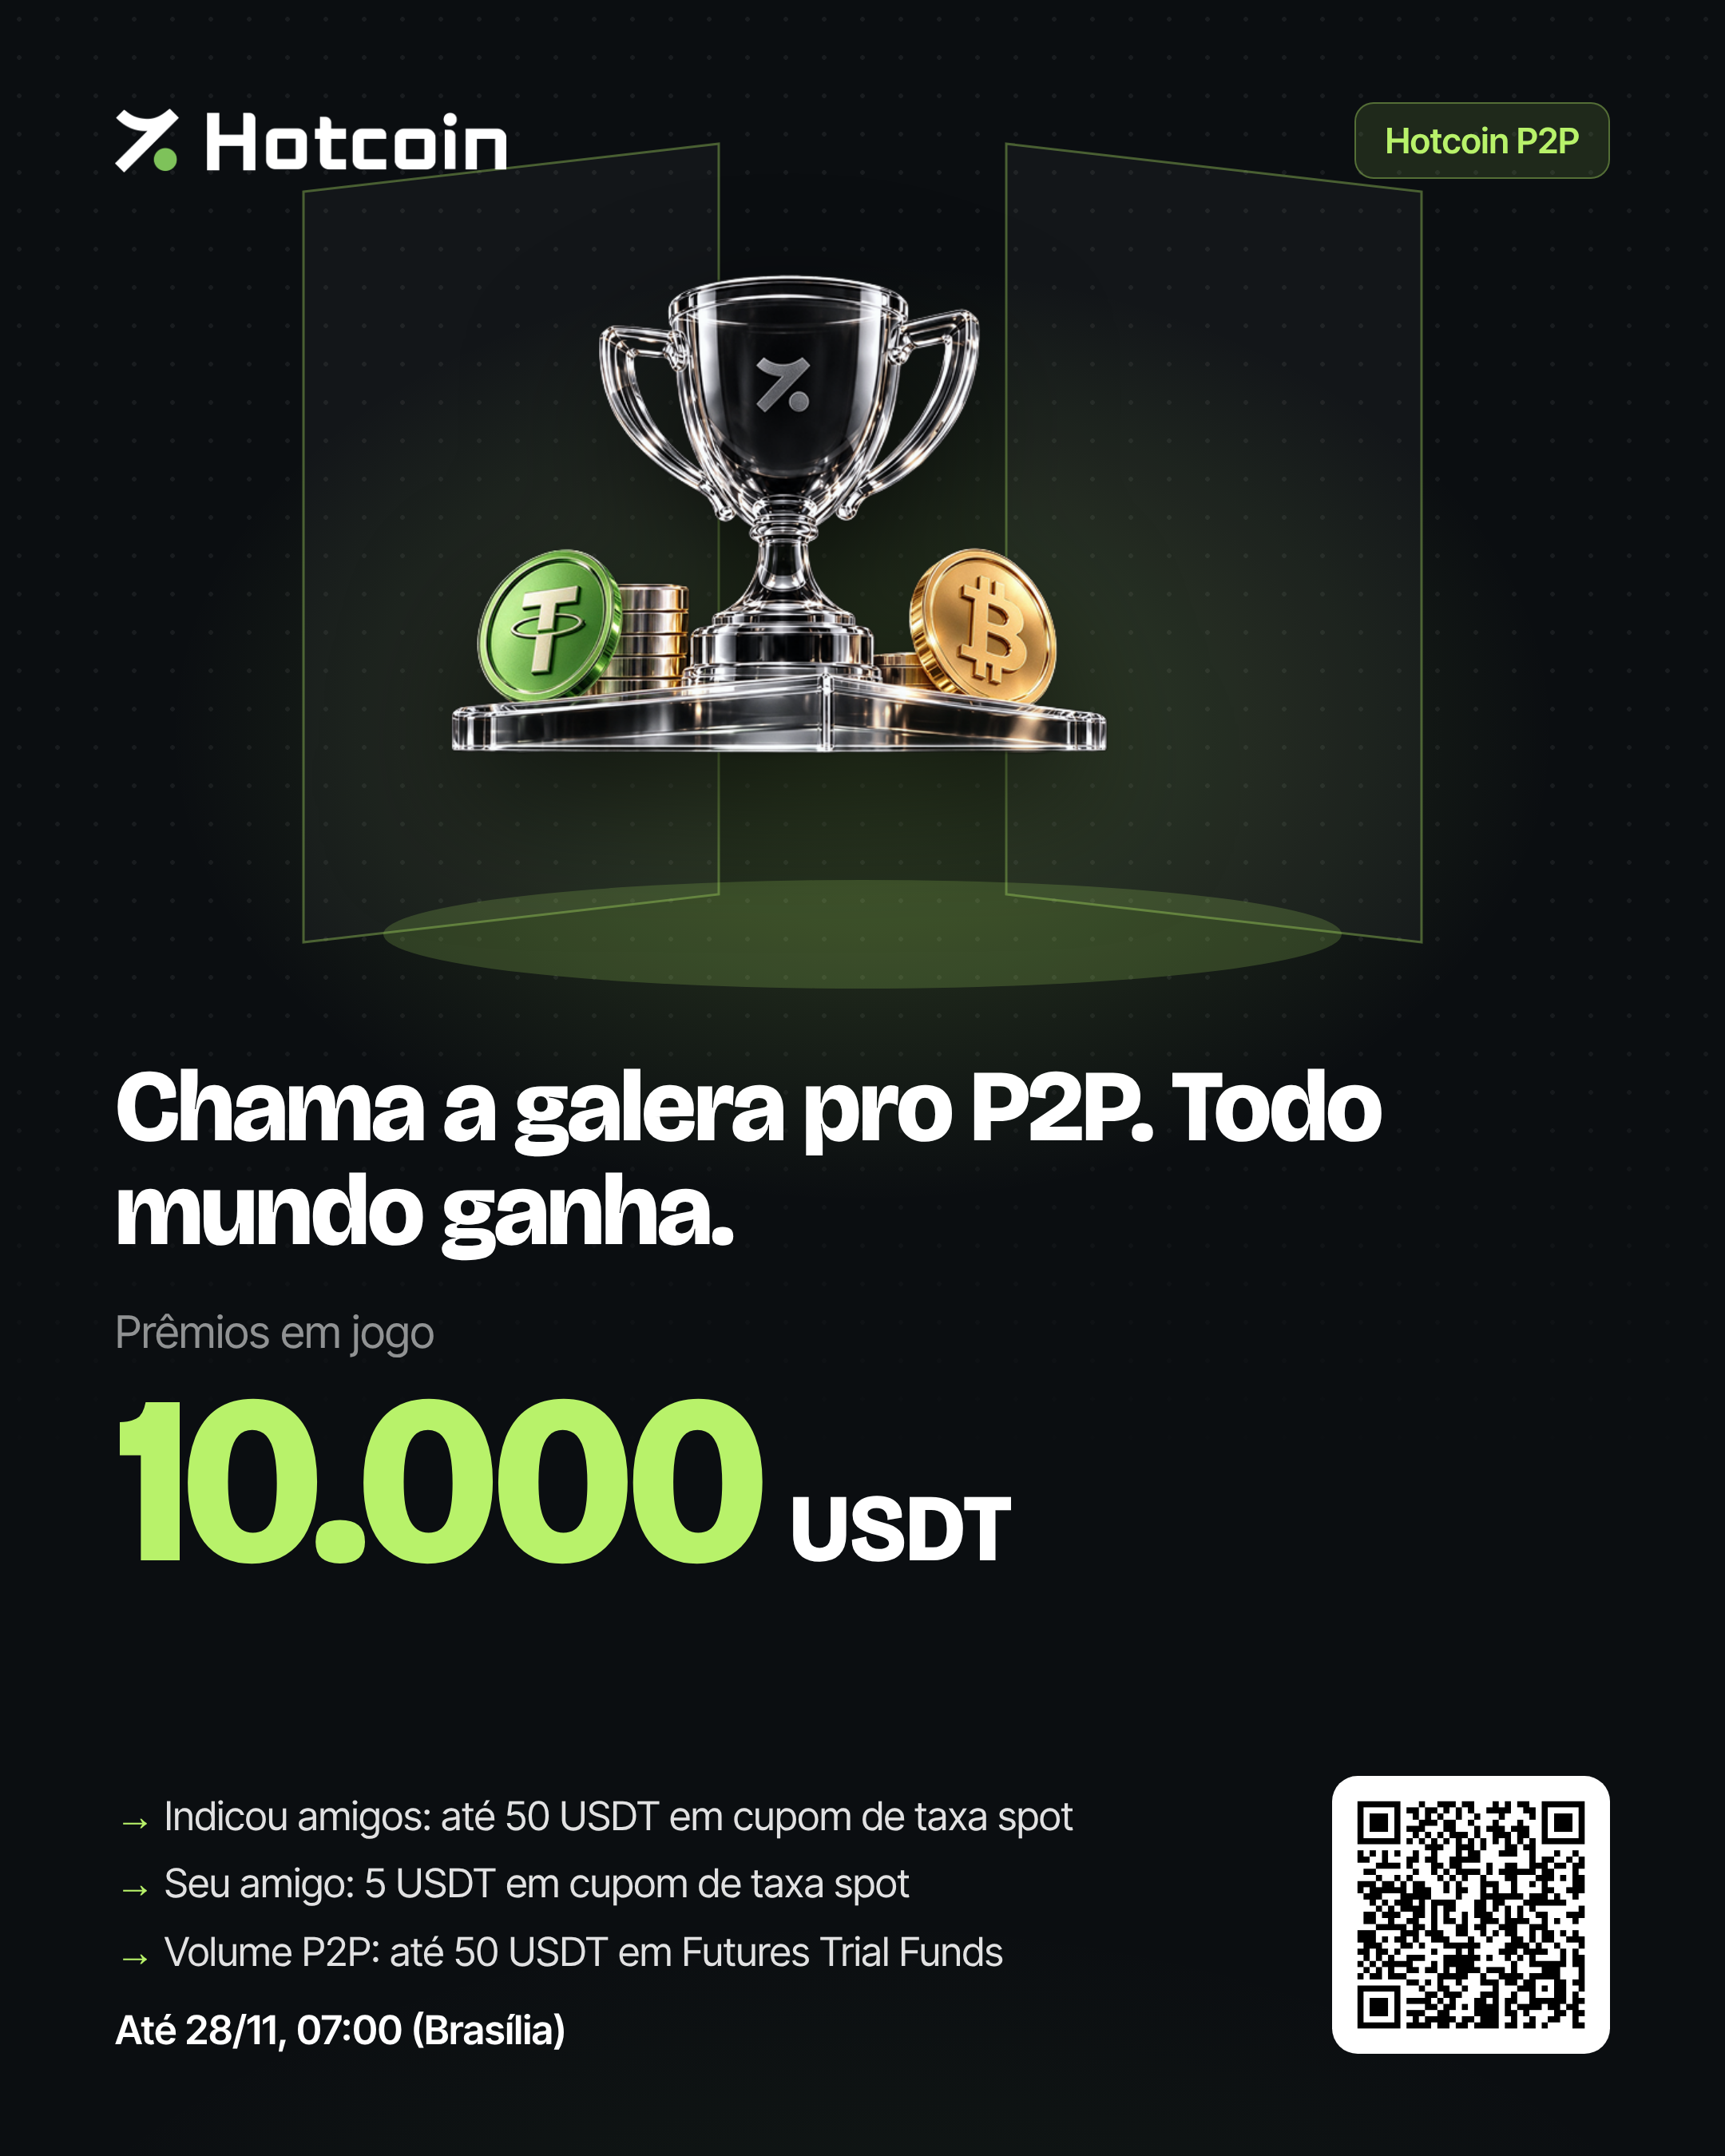 Hotcoin
Hotcoin P2P
Chama a galera pro P2P. Todo
mundo ganha.
Prêmios em jogo
10.000 USDT
→ Indicou amigos: até 50 USDT em cupom de taxa spot
→ Seu amigo: 5 USDT em cupom de taxa spot
→ Volume P2P: até 50 USDT em Futures Trial Funds
Até 28/11, 07:00 (Brasília)